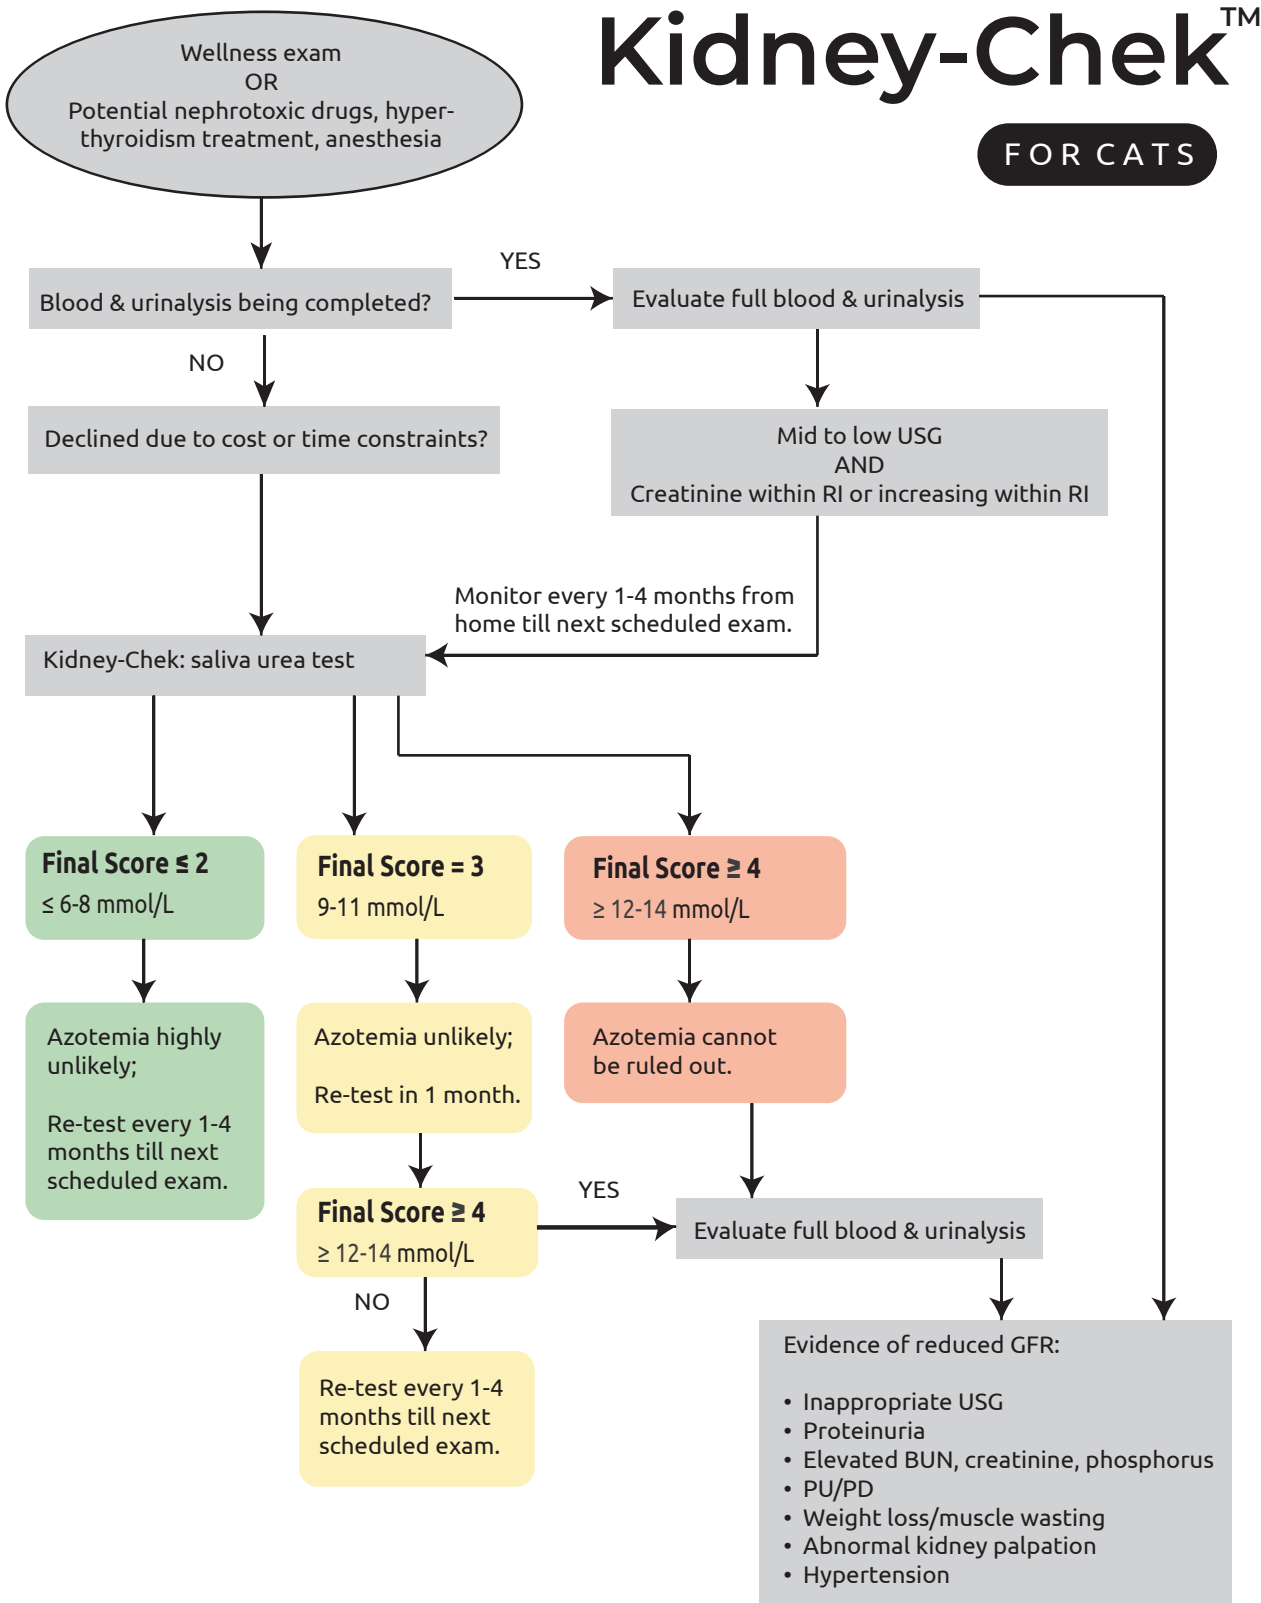 Kidney-Chek™
FOR CATS
Wellness exam
OR
Potential nephrotoxic drugs, hyper-
thyroidism treatment, anesthesia
Blood & urinalysis being completed?
YES
Evaluate full blood & urinalysis
NO
Declined due to cost or time constraints?
Mid to low USG
AND
Creatinine within RI or increasing within RI
Monitor every 1-4 months from
home till next scheduled exam.
Kidney-Chek: saliva urea test
Final Score ≤ 2
≤ 6-8 mmol/L
Final Score = 3
9-11 mmol/L
Final Score ≥ 4
≥ 12-14 mmol/L
Azotemia highly
unlikely;
Re-test every 1-4
months till next
scheduled exam.
Azotemia unlikely;
Re-test in 1 month.
Azotemia cannot
be ruled out.
Final Score ≥ 4
≥ 12-14 mmol/L
YES
Evaluate full blood & urinalysis
NO
Re-test every 1-4
months till next
scheduled exam.
Evidence of reduced GFR:
• Inappropriate USG
• Proteinuria
• Elevated BUN, creatinine, phosphorus
• PU/PD
• Weight loss/muscle wasting
• Abnormal kidney palpation
• Hypertension